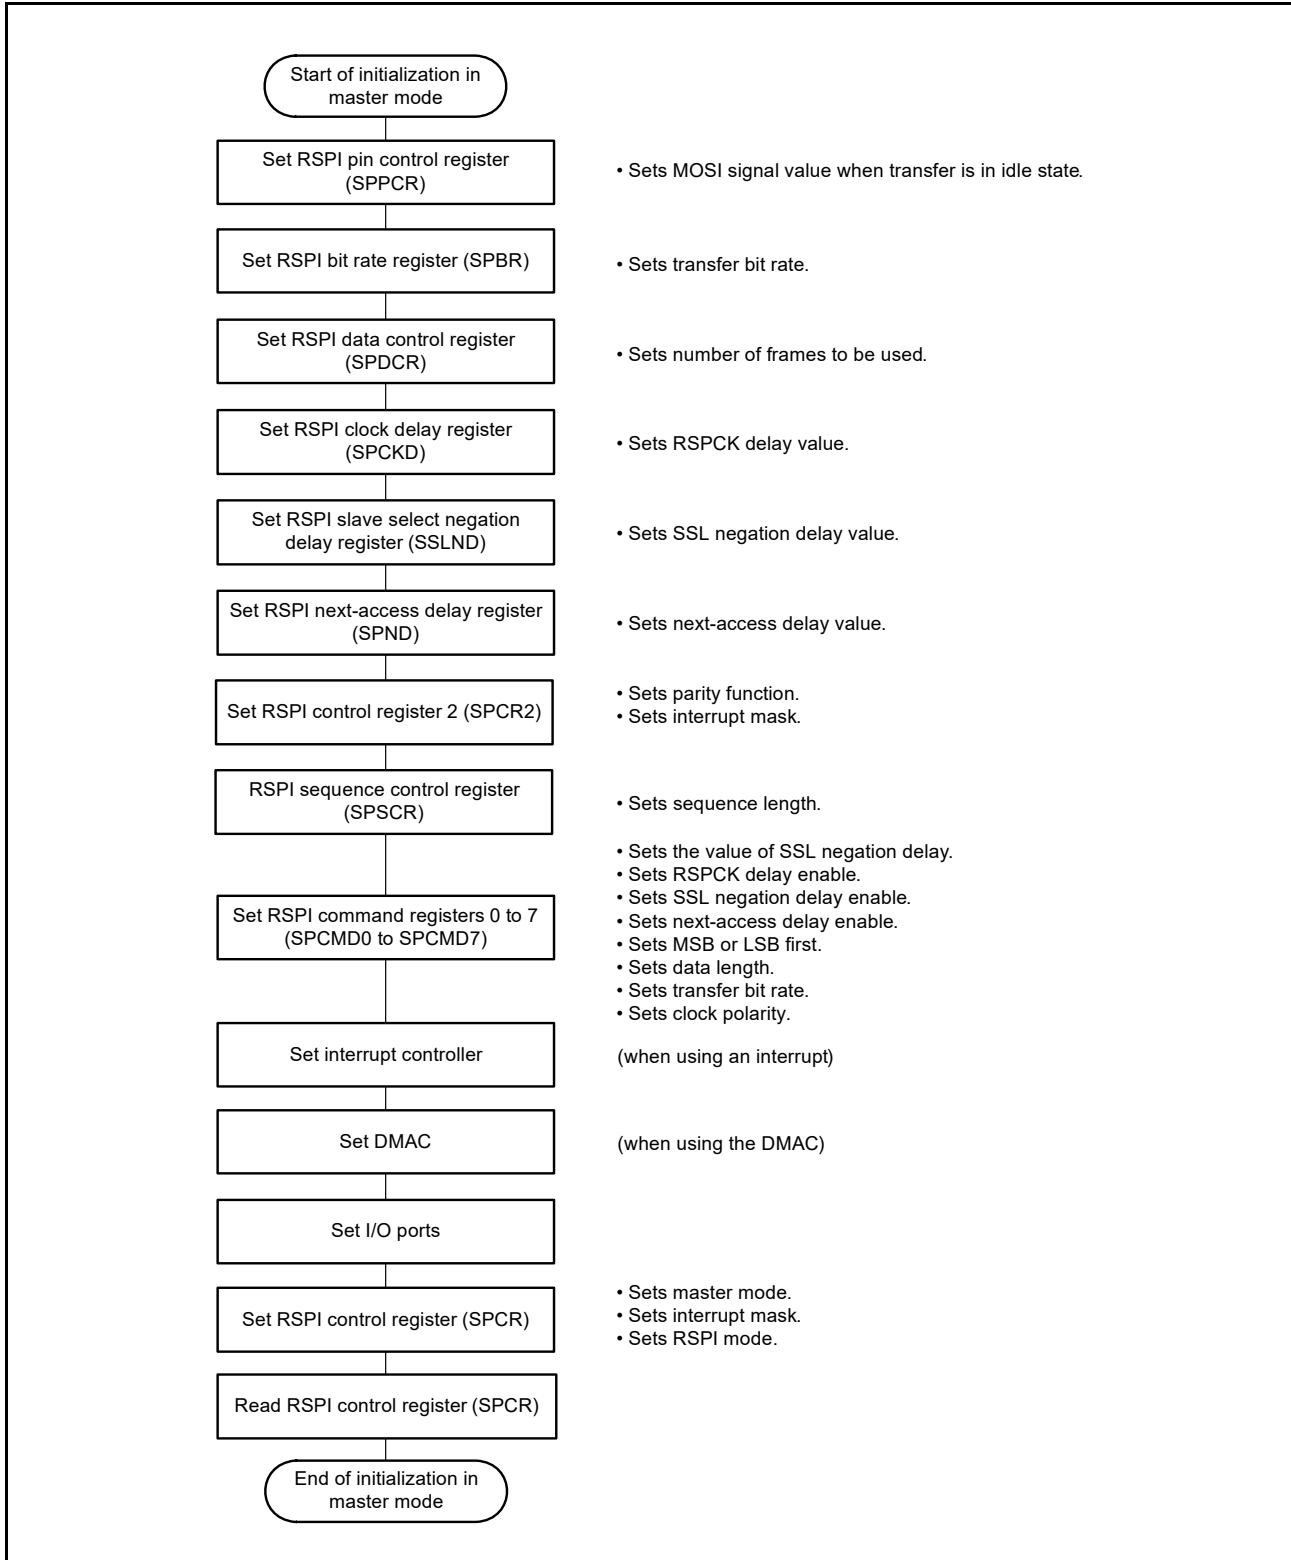 Start of initialization in
master mode
Set RSPI pin control register
(SPPCR)
• Sets MOSI signal value when transfer is in idle state.
Set RSPI bit rate register (SPBR)
• Sets transfer bit rate.
Set RSPI data control register
(SPDCR)
• Sets number of frames to be used.
Set RSPI clock delay register
(SPCKD)
• Sets RSPCK delay value.
Set RSPI slave select negation
delay register (SSLND)
• Sets SSL negation delay value.
Set RSPI next-access delay register
(SPND)
• Sets next-access delay value.
Set RSPI control register 2 (SPCR2)
• Sets parity function.
• Sets interrupt mask.
RSPI sequence control register
(SPSCR)
• Sets sequence length.
Set RSPI command registers 0 to 7
(SPCMD0 to SPCMD7)
• Sets the value of SSL negation delay.
• Sets RSPCK delay enable.
• Sets SSL negation delay enable.
• Sets next-access delay enable.
• Sets MSB or LSB first.
• Sets data length.
• Sets transfer bit rate.
• Sets clock polarity.
Set interrupt controller
(when using an interrupt)
Set DMAC
(when using the DMAC)
Set I/O ports
Set RSPI control register (SPCR)
• Sets master mode.
• Sets interrupt mask.
• Sets RSPI mode.
Read RSPI control register (SPCR)
End of initialization in
master mode